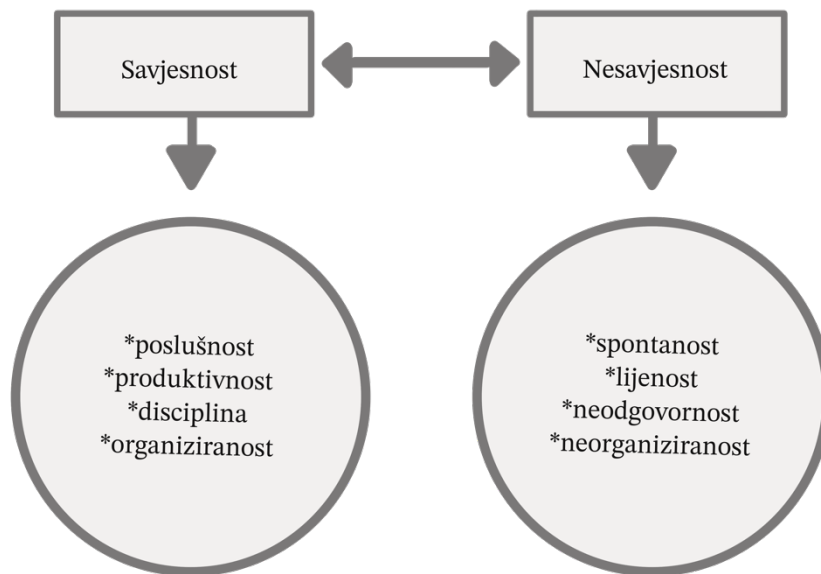 Savjesnost
Nesavjesnost
*poslušnost
*produktivnost
*disciplina
*organiziranost
*spontanost
*lijenost
*neodgovornost
*neorganiziranost